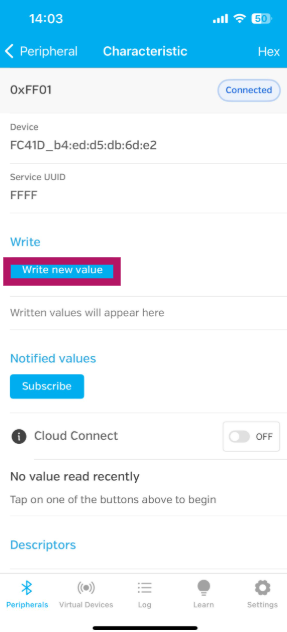 14:03
50
Peripheral
Characteristic
Hex
0xFF01
Connected
Device
FC41D_b4:ed:d5:db:6d:e2
Service UUID
FFFF
Write
Write new value
Written values will appear here
Notified values
Subscribe
Cloud Connect
OFF
No value read recently
Tap on one of the buttons above to begin
Descriptors
Peripherals
Virtual Devices
Log
Learn
Settings